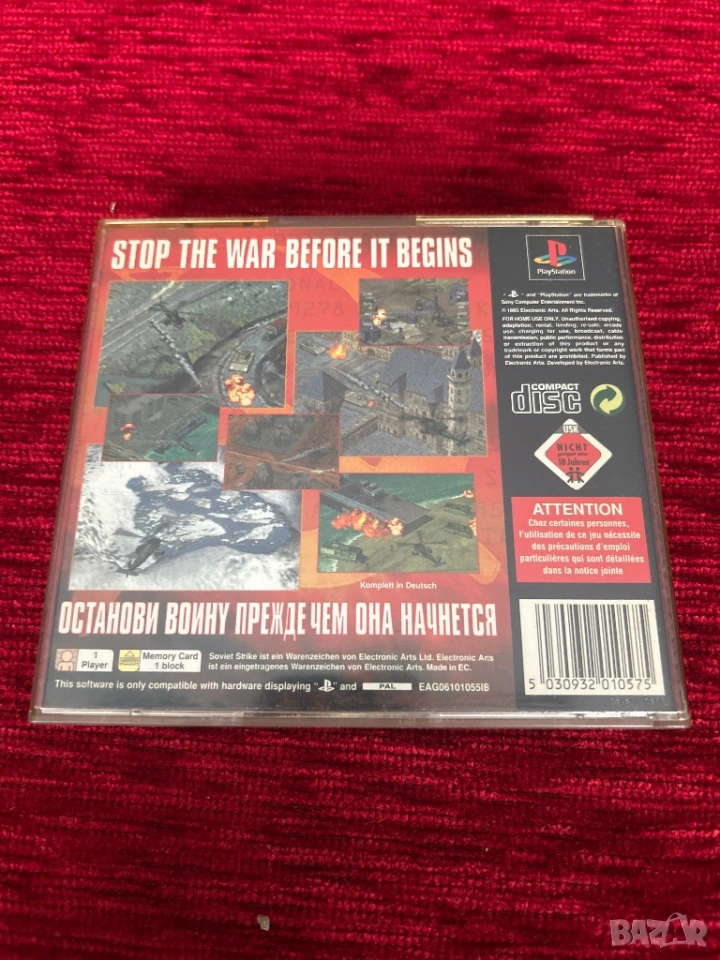 STOP THE WAR BEFORE IT BEGINS
PlayStation
" " and "PlayStation" are trademarks of
Sony Computer Entertainment Inc.
Electronic Arts. All Rights Reserved.
FOR HOME USE ONLY. Unauthorised copying,
adaptation, rental, lending, re-sale, arcade
use, charging for use, broadcast, cable
transmission, public performance, distribution
or extraction of this product or any
trademark or copyright work that forms part
of this product are prohibited. Published by
Electronic Arts. Developed by Electronic Arts.
COMPACT
disc
USK
NICHT
geeignet unter
18 Jahren
ATTENTION
Chez certaines personnes,
l'utilisation de ce jeu nécessite
des précautions d'emploi
particulières qui sont détaillées
dans la notice jointe
Komplett in Deutsch
ОСТАНОВИ ВОИНУ ПРЕЖДЕ ЧЕМ ОНА НАЧНЕТСЯ
1
Player
Memory Card
1 block
Soviet Strike ist ein Warenzeichen von Electronic Arts Ltd. Electronic Arts
ist ein eingetragenes Warenzeichen von Electronic Arts. Made in EC.
This software is only compatible with hardware displaying " " and PAL
EAG06101055IB
5 030932 010575
BAZAR